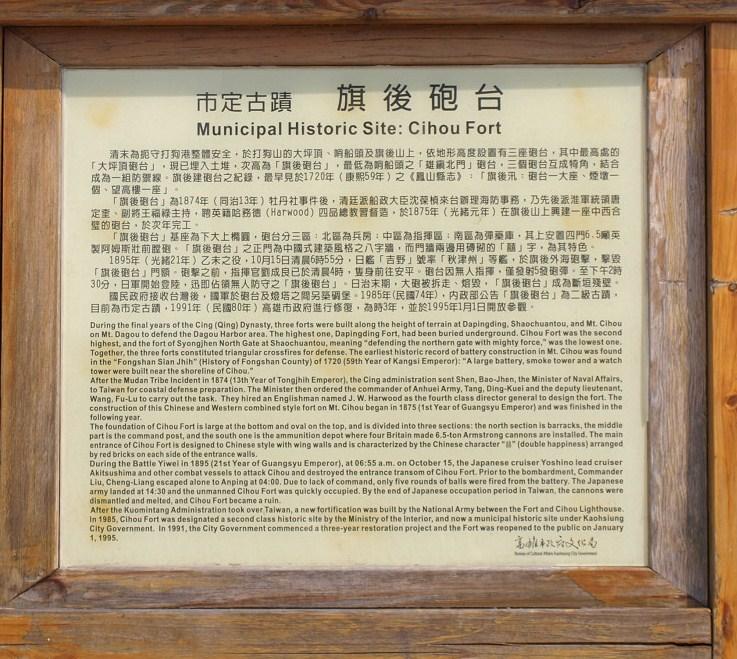 市定古蹟 旗後砲台
Municipal Historic Site: Cihou Fort
清末為扼守打狗港整體安全，於打狗山的大坪頂、哨船頭及旗後山上，依地形高度設置有三座砲台，其中最高處的
「大坪頂砲台」，現已埋入土堆，次高為「旗後砲台」，最低為哨船頭之「雄鎮北門」砲台，三個砲台互成犄角，結合
成為一組防禦線。旗後建砲台之紀錄，最早見於1720年（康熙59年）之《鳳山縣志》：「旗後汛：砲台一座、煙墩一
個、望高樓一座」。
「旗後砲台」為1874年（同治13年）牡丹社事件後，清廷派船政大臣沈葆楨來台辦理海防事務，乃先後派淮軍統頭唐
定奎、副將王福祿主持，聘英籍哈務德（Harwood）四品總教習督造，於1875年（光緒元年）在旗後山上興建一座中西合
璧的砲台，於次年完工。
「旗後砲台」基座為下大上橢圓，砲台分三區：北區為兵房；中區為指揮區；南區為彈藥庫，其上安置四門6.5噸英
製阿姆斯壯前膛砲。「旗後砲台」之正門為中國式建築風格之八字牆，而門牆兩邊用磚砌的「囍」字，為其特色。
1895年（光緒21年）乙未之役，10月15日清晨6時55分，日艦「吉野」號率「秋津州」等艦，於旗後外海砲擊，擊毀
「旗後砲台」門額。砲擊之前，指揮官劉成良已於清晨4時，隻身前往安平。砲台因無人指揮，僅發射5發砲彈。至下午2時
30分，日軍開始登陸，迅即佔領無人防守之「旗後砲台」。日治末期，大砲被拆走、熔毀，「旗後砲台」成為斷垣殘壁。
國民政府接收台灣後，國軍於砲台及燈塔之間另築碉堡。1985年(民國74年)，內政部公告「旗後砲台」為二級古蹟，
目前為市定古蹟，1991年（民國80年）高雄市政府進行修復，為時3年，並於1995年1月1日開放參觀。
During the final years of the Cing (Qing) Dynasty, three forts were built along the height of terrain at Dapingding, Shaochuantou, and Mt. Cihou
on Mt. Dagou to defend the Dagou Harbor area. The highest one, Dapingding Fort, had been buried underground. Cihou Fort was the second
highest, and the fort of Syongjhen North Gate at Shaochuantou, meaning "defending the northern gate with mighty force," was the lowest one.
Together, the three forts constituted triangular crossfires for defense. The earliest historic record of battery construction in Mt. Cihou was found
in the "Fongshan Sian Jhih" (History of Fongshan County) of 1720 (59th Year of Kangsi Emperor): "A large battery, smoke tower and a watch
tower were built near the shoreline of Cihou."
After the Mudan Tribe Incident in 1874 (13th Year of Tongjhih Emperor), the Cing administration sent Shen, Bao-Jhen, the Minister of Naval Affairs,
to Taiwan for coastal defense preparation. The Minister then ordered the commander of Anhuei Army, Tang, Ding-Kuei and the deputy lieutenant,
Wang, Fu-Lu to carry out the task. They hired an Englishman named J. W. Harwood as the fourth class director general to design the fort. The
construction of this Chinese and Western combined style fort on Mt. Cihou began in 1875 (1st Year of Guangsyu Emperor) and was finished in the
following year.
The foundation of Cihou Fort is large at the bottom and oval on the top, and is divided into three sections: the north section is barracks, the middle
part is the command post, and the south one is the ammunition depot where four Britain made 6.5-ton Armstrong cannons are installed. The main
entrance of Cihou Fort is designed to Chinese style with wing walls and is characterized by the Chinese character "囍" (double happiness) arranged
by red bricks on each side of the entrance walls.
During the Battle Yiwei in 1895 (21st Year of Guangsyu Emperor), at 06:55 a.m. on October 15, the Japanese cruiser Yoshino lead cruiser
Akitsushima and other combat vessels to attack Cihou and destroyed the entrance transom of Cihou Fort. Prior to the bombardment, Commander
Liu, Cheng-Liang escaped alone to Anping at 04:00. Due to lack of command, only five rounds of balls were fired from the battery. The Japanese
army landed at 14:30 and the unmanned Cihou Fort was quickly occupied. By the end of Japanese occupation period in Taiwan, the cannons were
dismantled and melted, and Cihou Fort became a ruin.
After the Kuomintang Administration took over Taiwan, a new fortification was built by the National Army between the Fort and Cihou Lighthouse.
In 1985, Cihou Fort was designated a second class historic site by the Ministry of the Interior, and now a municipal historic site under Kaohsiung
City Government. In 1991, the City Government commenced a three-year restoration project and the Fort was reopened to the public on January
1, 1995.
高雄市政府文化局
Bureau of Cultural Affairs Kaohsiung City Government